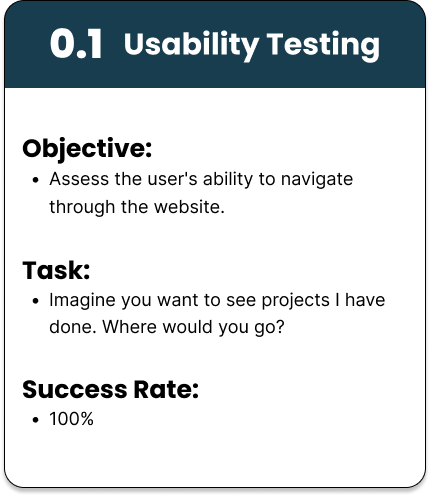 0.1 Usability Testing
Objective:
• Assess the user's ability to navigate
through the website.
Task:
• Imagine you want to see projects I have
done. Where would you go?
Success Rate:
• 100%